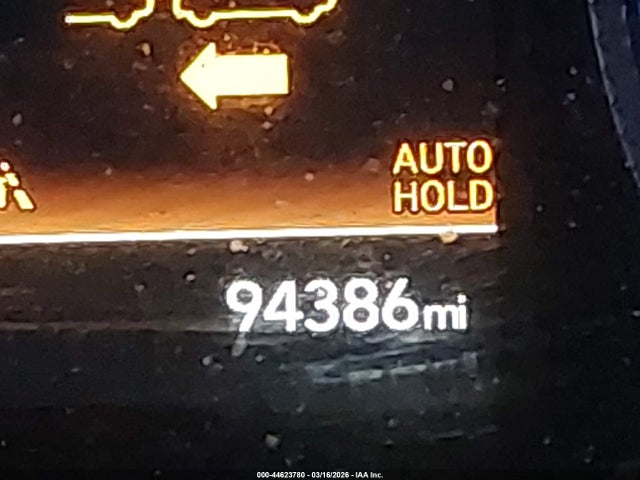 AUTO
HOLD
94386mi
000-44623780 - 03/16/2026 - IAA Inc.